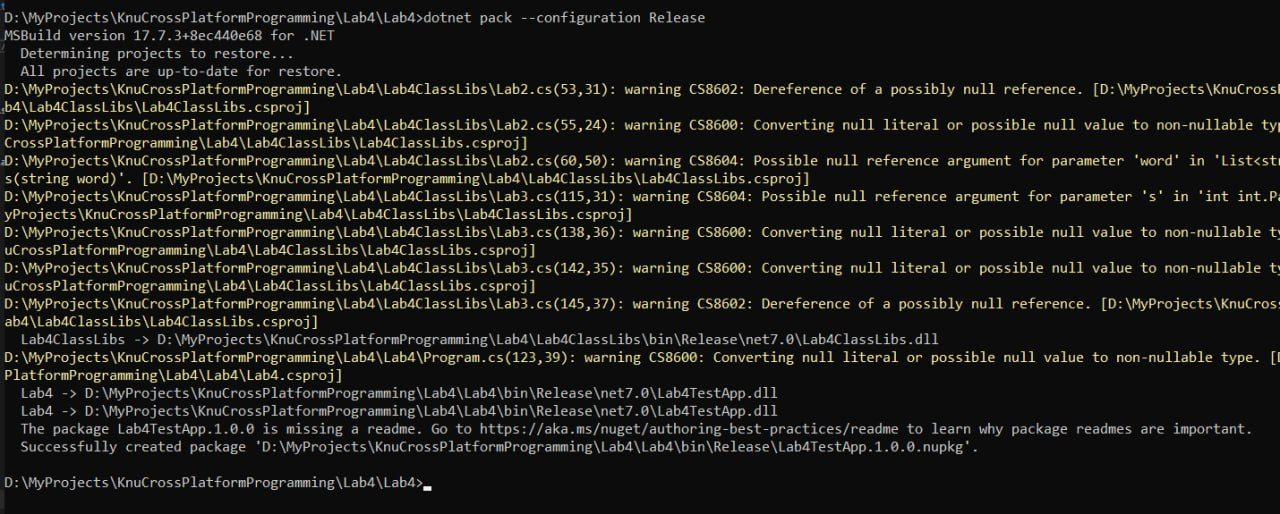 D:\MyProjects\KnuCrossPlatformProgramming\Lab4\Lab4>dotnet pack --configuration Release
MSBuild version 17.7.3+8ec440e68 for .NET
  Determining projects to restore...
  All projects are up-to-date for restore.
D:\MyProjects\KnuCrossPlatformProgramming\Lab4\Lab4ClassLibs\Lab2.cs(53,31): warning CS8602: Dereference of a possibly null reference. [D:\MyProjects\KnuCross
b4\Lab4ClassLibs\Lab4ClassLibs.csproj]
D:\MyProjects\KnuCrossPlatformProgramming\Lab4\Lab4ClassLibs\Lab2.cs(55,24): warning CS8600: Converting null literal or possible null value to non-nullable typ
CrossPlatformProgramming\Lab4\Lab4ClassLibs\Lab4ClassLibs.csproj]
D:\MyProjects\KnuCrossPlatformProgramming\Lab4\Lab4ClassLibs\Lab2.cs(60,50): warning CS8604: Possible null reference argument for parameter 'word' in 'List<str
s(string word)'. [D:\MyProjects\KnuCrossPlatformProgramming\Lab4\Lab4ClassLibs\Lab4ClassLibs.csproj]
D:\MyProjects\KnuCrossPlatformProgramming\Lab4\Lab4ClassLibs\Lab3.cs(115,31): warning CS8604: Possible null reference argument for parameter 's' in 'int int.Pa
yProjects\KnuCrossPlatformProgramming\Lab4\Lab4ClassLibs\Lab4ClassLibs.csproj]
D:\MyProjects\KnuCrossPlatformProgramming\Lab4\Lab4ClassLibs\Lab3.cs(138,36): warning CS8600: Converting null literal or possible null value to non-nullable ty
uCrossPlatformProgramming\Lab4\Lab4ClassLibs\Lab4ClassLibs.csproj]
D:\MyProjects\KnuCrossPlatformProgramming\Lab4\Lab4ClassLibs\Lab3.cs(142,35): warning CS8600: Converting null literal or possible null value to non-nullable ty
uCrossPlatformProgramming\Lab4\Lab4ClassLibs\Lab4ClassLibs.csproj]
D:\MyProjects\KnuCrossPlatformProgramming\Lab4\Lab4ClassLibs\Lab3.cs(145,37): warning CS8602: Dereference of a possibly null reference. [D:\MyProjects\KnuCros
ab4\Lab4ClassLibs\Lab4ClassLibs.csproj]
  Lab4ClassLibs -> D:\MyProjects\KnuCrossPlatformProgramming\Lab4\Lab4ClassLibs\bin\Release\net7.0\Lab4ClassLibs.dll
D:\MyProjects\KnuCrossPlatformProgramming\Lab4\Lab4\Program.cs(123,39): warning CS8600: Converting null literal or possible null value to non-nullable type. [D
PlatformProgramming\Lab4\Lab4\Lab4.csproj]
  Lab4 -> D:\MyProjects\KnuCrossPlatformProgramming\Lab4\Lab4\bin\Release\net7.0\Lab4TestApp.dll
  Lab4 -> D:\MyProjects\KnuCrossPlatformProgramming\Lab4\Lab4\bin\Release\net7.0\Lab4TestApp.dll
  The package Lab4TestApp.1.0.0 is missing a readme. Go to https://aka.ms/nuget/authoring-best-practices/readme to learn why package readmes are important.
  Successfully created package 'D:\MyProjects\KnuCrossPlatformProgramming\Lab4\Lab4\bin\Release\Lab4TestApp.1.0.0.nupkg'.
D:\MyProjects\KnuCrossPlatformProgramming\Lab4\Lab4>